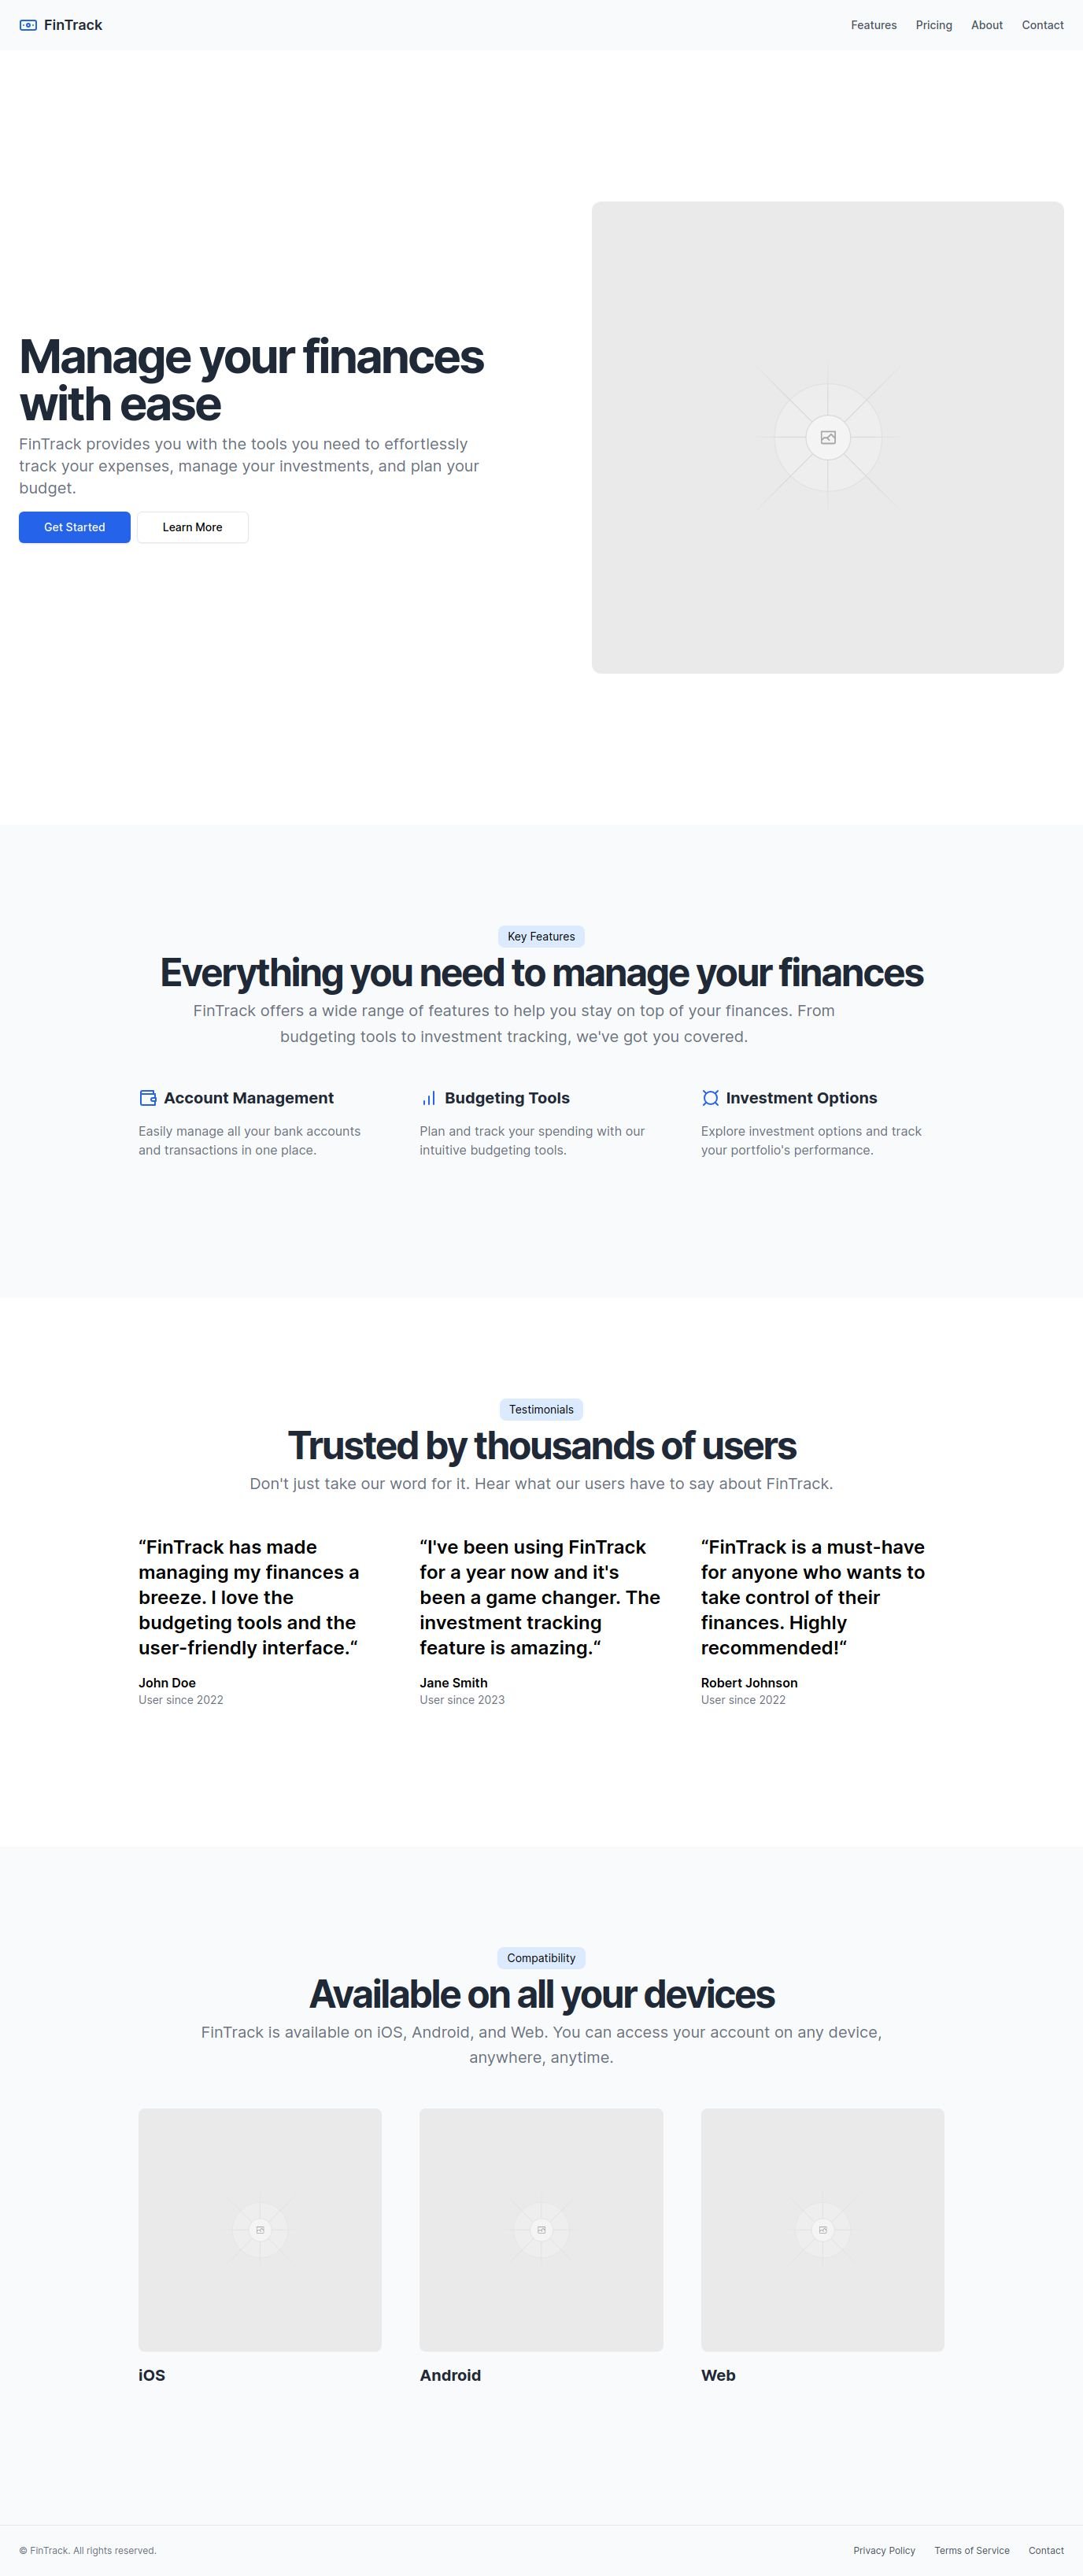 FinTrack
Features
Pricing
About
Contact
Manage your finances
with ease
FinTrack provides you with the tools you need to effortlessly
track your expenses, manage your investments, and plan your
budget.
Get Started
Learn More
Key Features
Everything you need to manage your finances
FinTrack offers a wide range of features to help you stay on top of your finances. From
budgeting tools to investment tracking, we've got you covered.
Account Management
Easily manage all your bank accounts
and transactions in one place.
Budgeting Tools
Plan and track your spending with our
intuitive budgeting tools.
Investment Options
Explore investment options and track
your portfolio's performance.
Testimonials
Trusted by thousands of users
Don't just take our word for it. Hear what our users have to say about FinTrack.
“FinTrack has made
managing my finances a
breeze. I love the
budgeting tools and the
user-friendly interface.“
John Doe
User since 2022
“I've been using FinTrack
for a year now and it's
been a game changer. The
investment tracking
feature is amazing.“
Jane Smith
User since 2023
“FinTrack is a must-have
for anyone who wants to
take control of their
finances. Highly
recommended!“
Robert Johnson
User since 2022
Compatibility
Available on all your devices
FinTrack is available on iOS, Android, and Web. You can access your account on any device,
anywhere, anytime.
iOS
Android
Web
© FinTrack. All rights reserved.
Privacy Policy
Terms of Service
Contact